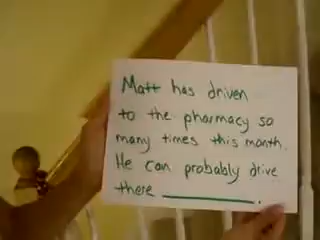 Matt has driven
to the pharmacy so
many times this month.
He can probably drive
there ________.